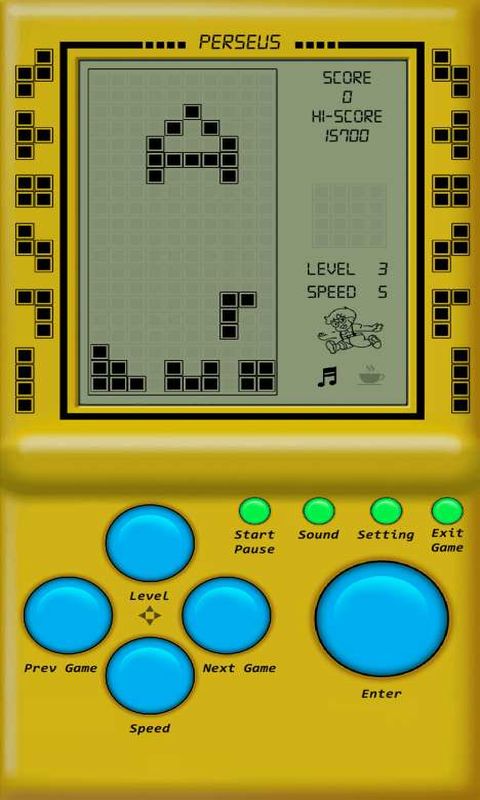 PERSEUS
SCORE
0
HI-SCORE
15700
LEVEL 3
SPEED 5
Start
Pause
Sound
Setting
Exit
Game
Level
Prev Game
Next Game
Speed
Enter